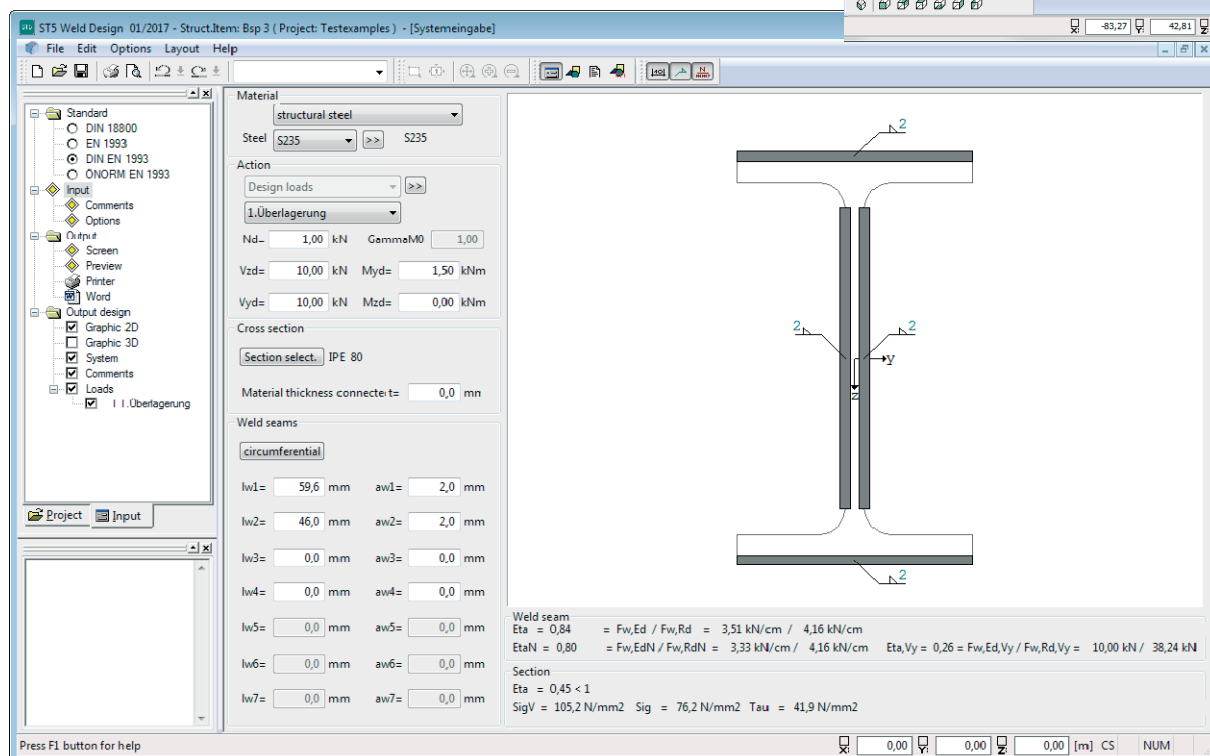 -83,27 Y: 42,81 Z:
ST5 Weld Design 01/2017 - Struct.Item: Bsp 3 ( Project: Testexamples ) - [Systemeingabe]
File Edit Options Layout Help
Standard
DIN 18800
EN 1993
DIN EN 1993
ÖNORM EN 1993
Input
Comments
Options
Output
Screen
Preview
Printer
Word
Output design
Graphic 2D
Graphic 3D
System
Comments
Loads
1.Überlagerung
Project Input
Material
structural steel
Steel S235 >> S235
Action
Design loads >>
1.Überlagerung
Nd= 1,00 kN GammaM0 1,00
Vzd= 10,00 kN Myd= 1,50 kNm
Vyd= 10,00 kN Mzd= 0,00 kNm
Cross section
Section select. IPE 80
Material thickness connecte t= 0,0 mm
Weld seams
circumferential
lw1= 59,6 mm aw1= 2,0 mm
lw2= 46,0 mm aw2= 2,0 mm
lw3= 0,0 mm aw3= 0,0 mm
lw4= 0,0 mm aw4= 0,0 mm
lw5= 0,0 mm aw5= 0,0 mm
lw6= 0,0 mm aw6= 0,0 mm
lw7= 0,0 mm aw7= 0,0 mm
2
2 2
y
z
2
Weld seam
Eta = 0,84 = Fw,Ed / Fw,Rd = 3,51 kN/cm / 4,16 kN/cm
EtaN = 0,80 = Fw,EdN / Fw,RdN = 3,33 kN/cm / 4,16 kN/cm Eta,Vy = 0,26 = Fw,Ed,Vy / Fw,Rd,Vy = 10,00 kN / 38,24 kN
Section
Eta = 0,45 < 1
SigV = 105,2 N/mm2 Sig = 76,2 N/mm2 Tau = 41,9 N/mm2
Press F1 button for help
X: 0,00 Y: 0,00 Z: 0,00 [m] CS NUM